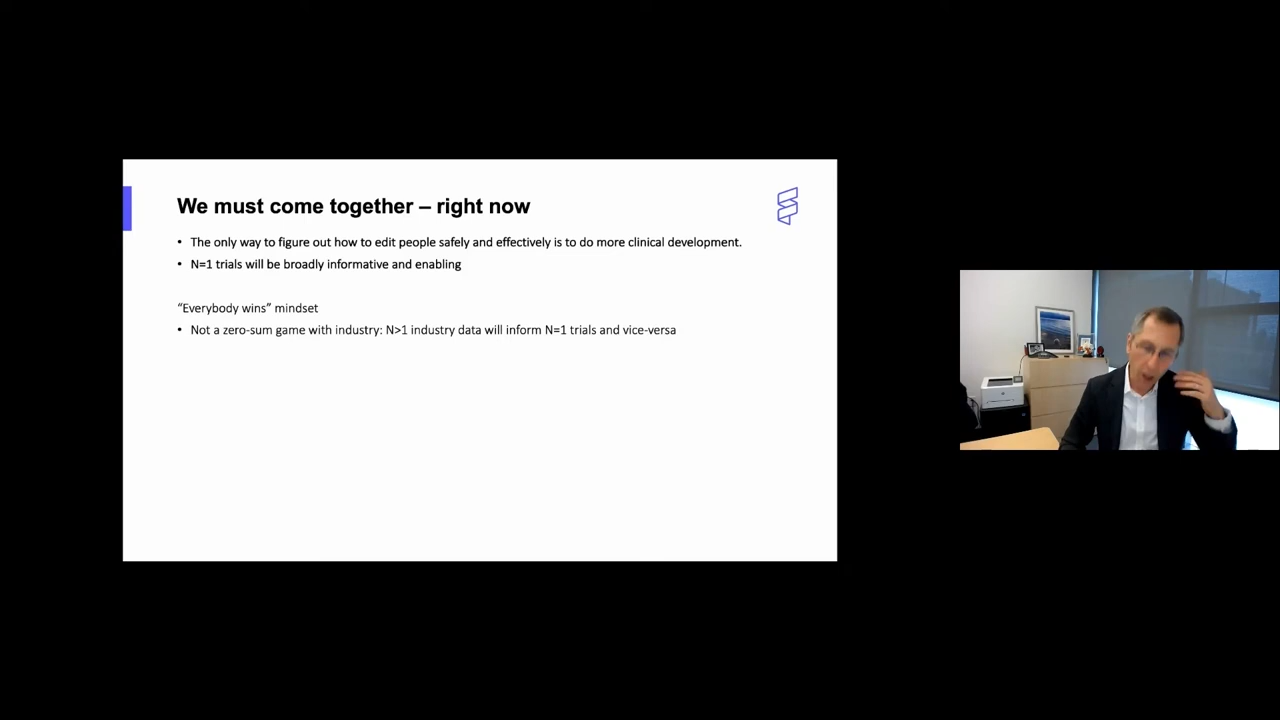 We must come together – right now
• The only way to figure out how to edit people safely and effectively is to do more clinical development.
• N=1 trials will be broadly informative and enabling
“Everybody wins” mindset
• Not a zero-sum game with industry: N>1 industry data will inform N=1 trials and vice-versa